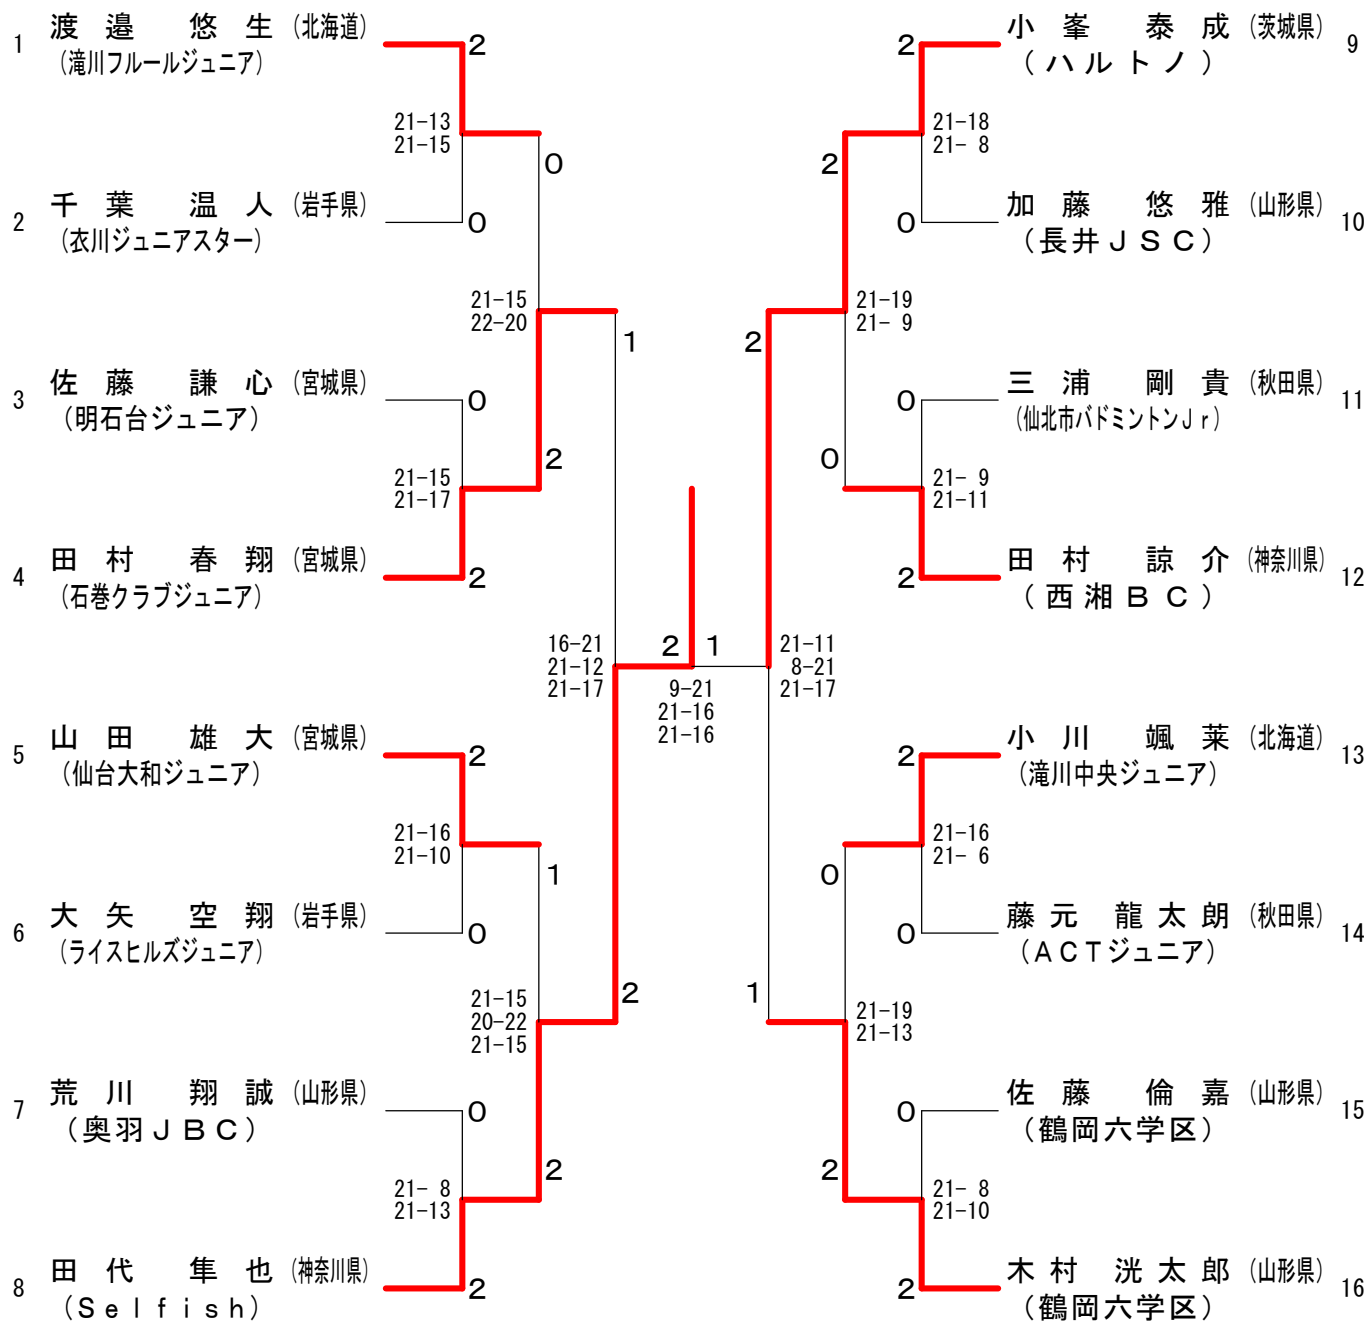 1 渡邉 悠生 (北海道) 2
(滝川フルールジュニア)
21-13
21-15
0
2 千葉 温人 (岩手県) 0
(衣川ジュニアスター)
21-15
22-20
1
3 佐藤 謙心 (宮城県) 0
(明石台ジュニア)
21-15
21-17
2
4 田村 春翔 (宮城県) 2
(石巻クラブジュニア)
16-21
21-12
21-17
5 山田 雄大 (宮城県) 2
(仙台大和ジュニア)
21-16
21-10
1
6 大矢 空翔 (岩手県) 0
(ライスヒルズジュニア)
21-15
20-22
21-15
2
7 荒川 翔誠 (山形県) 0
(奥羽JBC)
21- 8
21-13
2
8 田代 隼也 (神奈川県) 2
(Selfish)
2 1
9-21
21-16
21-16
2 小峯 泰成 (茨城県) 9
(ハルトノ)
21-18
21- 8
2
0 加藤 悠雅 (山形県) 10
(長井JSC)
21-19
21- 9
2
0 三浦 剛貴 (秋田県) 11
(仙北市バドミントンJr)
21- 9
21-11
0
2 田村 諒介 (神奈川県) 12
(西湘BC)
21-11
8-21
21-17
2 小川 颯莱 (北海道) 13
(滝川中央ジュニア)
21-16
21- 6
0
0 藤元 龍太朗 (秋田県) 14
(ACTジュニア)
21-19
21-13
1
0 佐藤 倫嘉 (山形県) 15
(鶴岡六学区)
21- 8
21-10
2
2 木村 洸太郎 (山形県) 16
(鶴岡六学区)